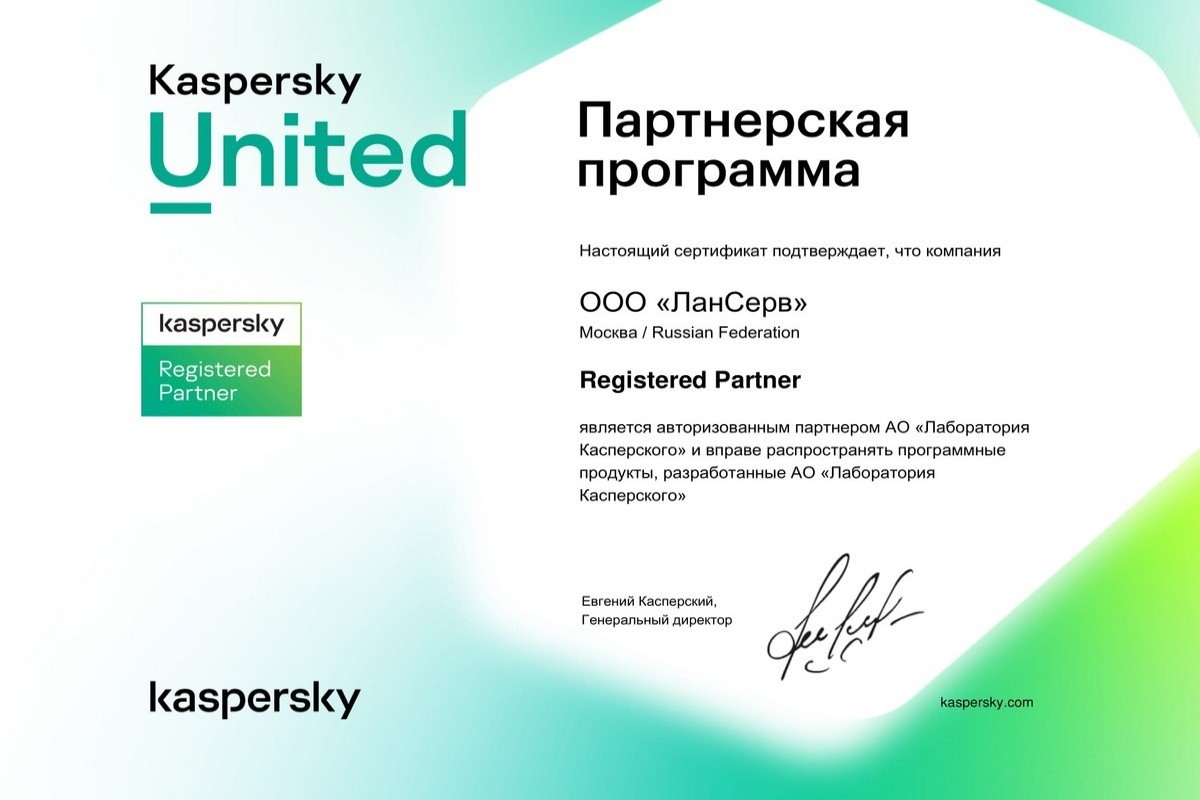 Kaspersky
United
kaspersky
Registered
Partner
Партнерская
программа
Настоящий сертификат подтверждает, что компания
ООО «ЛанСерв»
Москва / Russian Federation
Registered Partner
является авторизованным партнером АО «Лаборатория
Касперского» и вправе распространять программные
продукты, разработанные АО «Лаборатория
Касперского»
Евгений Касперский,
Генеральный директор
kaspersky
kaspersky.com